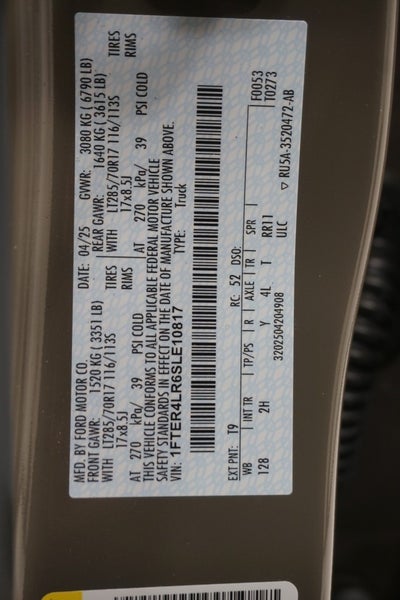 MFD. BY FORD MOTOR CO.
DATE: 04/25 GVWR: 3080 KG ( 6790 LB)
FRONT GAWR: 1520 KG ( 3351 LB) REAR GAWR: 1640 KG ( 3615 LB)
WITH LT285/70R17 116/113S TIRES WITH LT285/70R17 116/113S TIRES
17x8.5J RIMS 17x8.5J RIMS
AT 270 kPa/ 39 PSI COLD AT 270 kPa/ 39 PSI COLD
THIS VEHICLE CONFORMS TO ALL APPLICABLE FEDERAL MOTOR VEHICLE
SAFETY STANDARDS IN EFFECT ON THE DATE OF MANUFACTURE SHOWN ABOVE.
VIN: 1FTER4LR6SLE10817 TYPE: Truck
F0053
T0273
EXT PNT: T9 RC: 52 DSO:
WB INT TR TP/PS R AXLE TR SPR
128 2H Y 4L T RR11
ULC
3202504204908 ▽ RU5A-3520472-AB